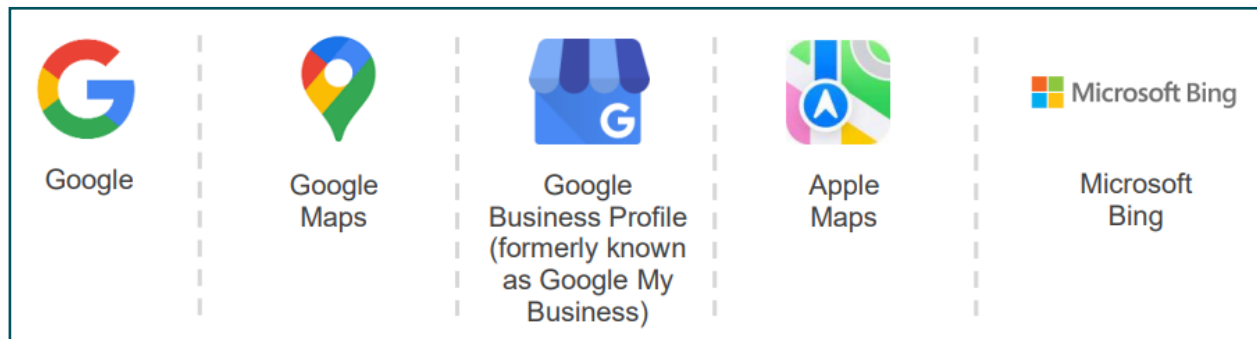 Google
Google
Maps
G
Google
Business Profile
(formerly known
as Google My
Business)
Apple
Maps
Microsoft Bing
Microsoft
Bing